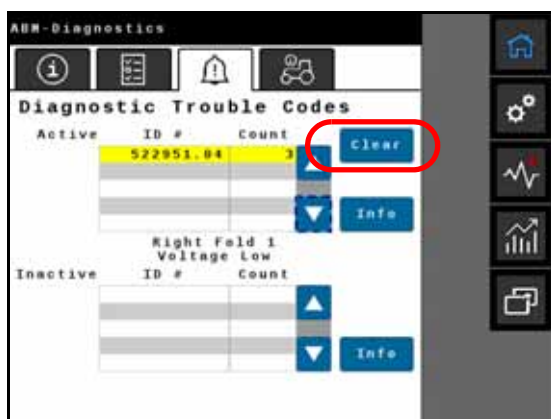 ABM-Diagnostics
Diagnostic Trouble Codes
Active ID # Count
Clear
522951.04 3
Info
Right Fold 1
Voltage Low
Inactive ID # Count
Info